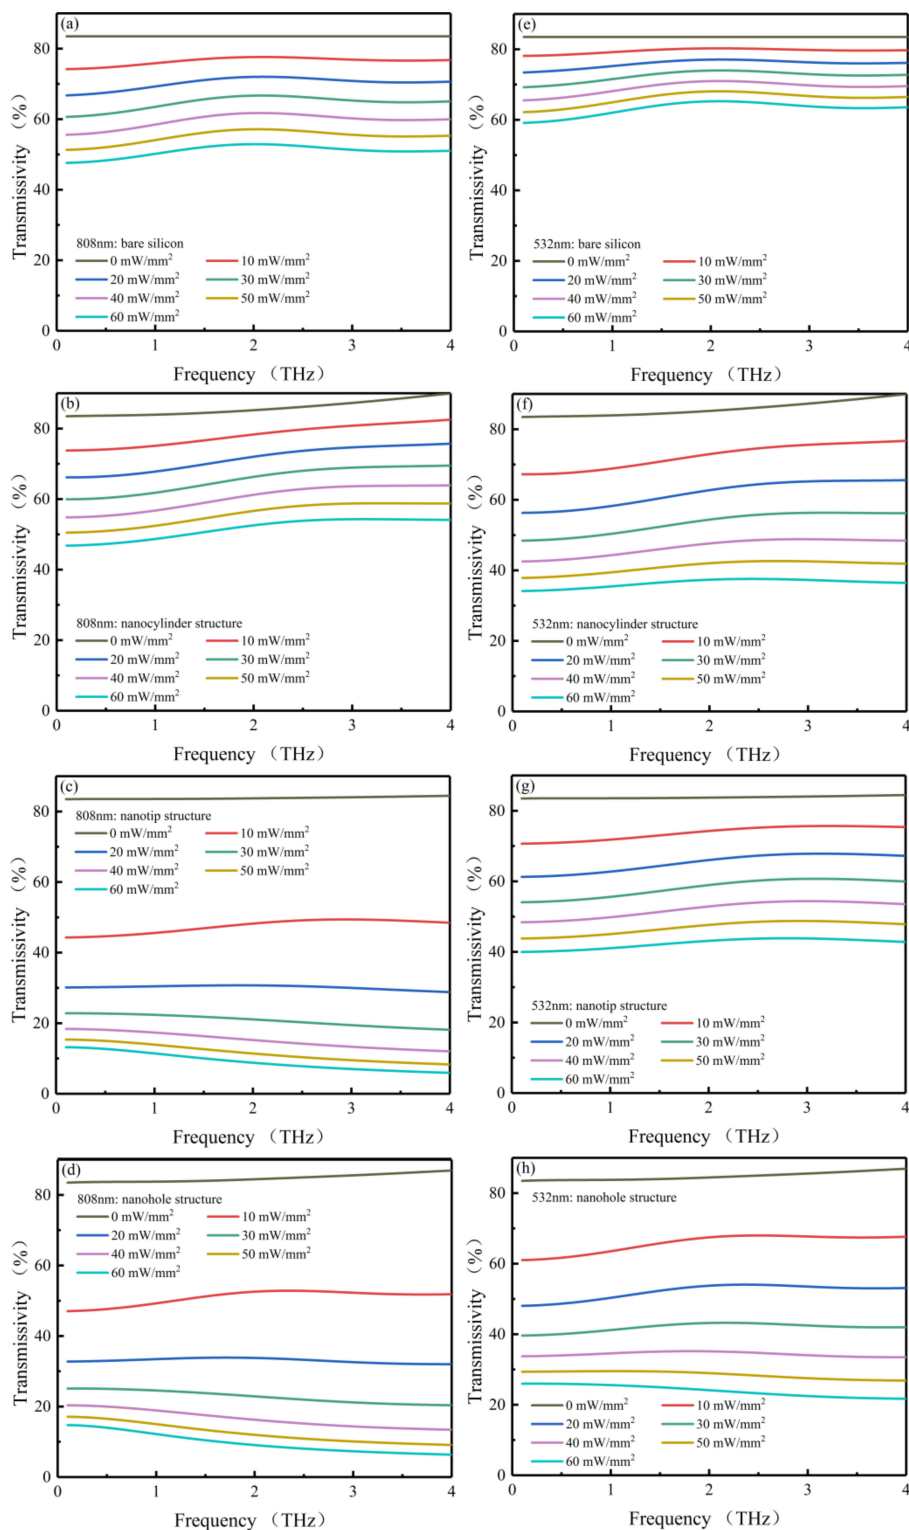 (a)
Transmissivity (%)
80
60
40
20
0
808nm: bare silicon
0 mW/mm²
10 mW/mm²
20 mW/mm²
30 mW/mm²
40 mW/mm²
50 mW/mm²
60 mW/mm²
0 1 2 3 4
Frequency (THz)
(e)
Transmissivity (%)
80
60
40
20
0
532nm: bare silicon
0 mW/mm²
10 mW/mm²
20 mW/mm²
30 mW/mm²
40 mW/mm²
50 mW/mm²
60 mW/mm²
0 1 2 3 4
Frequency (THz)
(b)
Transmissivity (%)
80
60
40
20
0
808nm: nanocylinder structure
0 mW/mm²
10 mW/mm²
20 mW/mm²
30 mW/mm²
40 mW/mm²
50 mW/mm²
60 mW/mm²
0 1 2 3 4
Frequency (THz)
(f)
Transmissivity (%)
80
60
40
20
0
532nm: nanocylinder structure
0 mW/mm²
10 mW/mm²
20 mW/mm²
30 mW/mm²
40 mW/mm²
50 mW/mm²
60 mW/mm²
0 1 2 3 4
Frequency (THz)
(c)
Transmissivity (%)
80
60
40
20
0
808nm: nanotip structure
0 mW/mm²
10 mW/mm²
20 mW/mm²
30 mW/mm²
40 mW/mm²
50 mW/mm²
60 mW/mm²
0 1 2 3 4
Frequency (THz)
(g)
Transmissivity (%)
80
60
40
20
0
532nm: nanotip structure
0 mW/mm²
10 mW/mm²
20 mW/mm²
30 mW/mm²
40 mW/mm²
50 mW/mm²
60 mW/mm²
0 1 2 3 4
Frequency (THz)
(d)
Transmissivity (%)
80
60
40
20
0
808nm: nanohole structure
0 mW/mm²
10 mW/mm²
20 mW/mm²
30 mW/mm²
40 mW/mm²
50 mW/mm²
60 mW/mm²
0 1 2 3 4
Frequency (THz)
(h)
Transmissivity (%)
80
60
40
20
0
532nm: nanohole structure
0 mW/mm²
10 mW/mm²
20 mW/mm²
30 mW/mm²
40 mW/mm²
50 mW/mm²
60 mW/mm²
0 1 2 3 4
Frequency (THz)